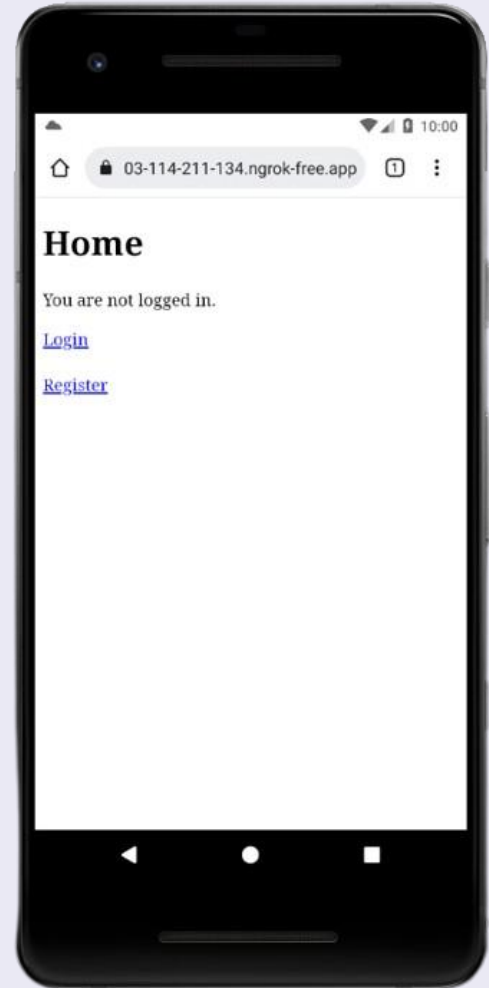 10:00
03-114-211-134.ngrok-free.app 1
Home
You are not logged in.
Login
Register